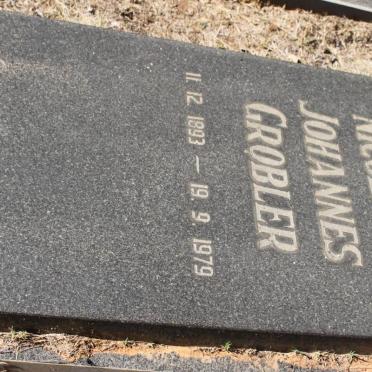 JOHANNES
GROBLER
11. 12. 1893 — 19. 9. 1979